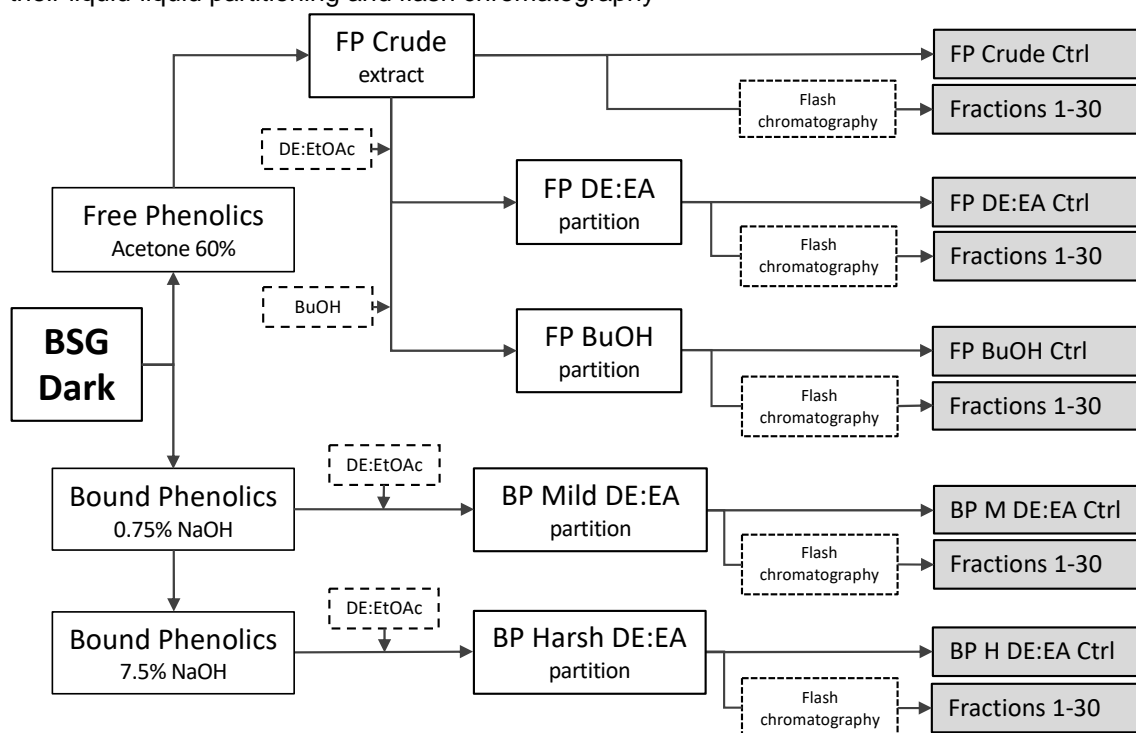 their liquid-liquid partitioning and flash chromatography
FP Crude
extract
FP Crude Ctrl
Flash
chromatography
Fractions 1-30
DE:EtOAc
Free Phenolics
Acetone 60%
FP DE:EA
partition
FP DE:EA Ctrl
Flash
chromatography
Fractions 1-30
BuOH
BSG
Dark
FP BuOH
partition
FP BuOH Ctrl
Flash
chromatography
Fractions 1-30
DE:EtOAc
Bound Phenolics
0.75% NaOH
BP Mild DE:EA
partition
BP M DE:EA Ctrl
Flash
chromatography
Fractions 1-30
DE:EtOAc
Bound Phenolics
7.5% NaOH
BP Harsh DE:EA
partition
BP H DE:EA Ctrl
Flash
chromatography
Fractions 1-30